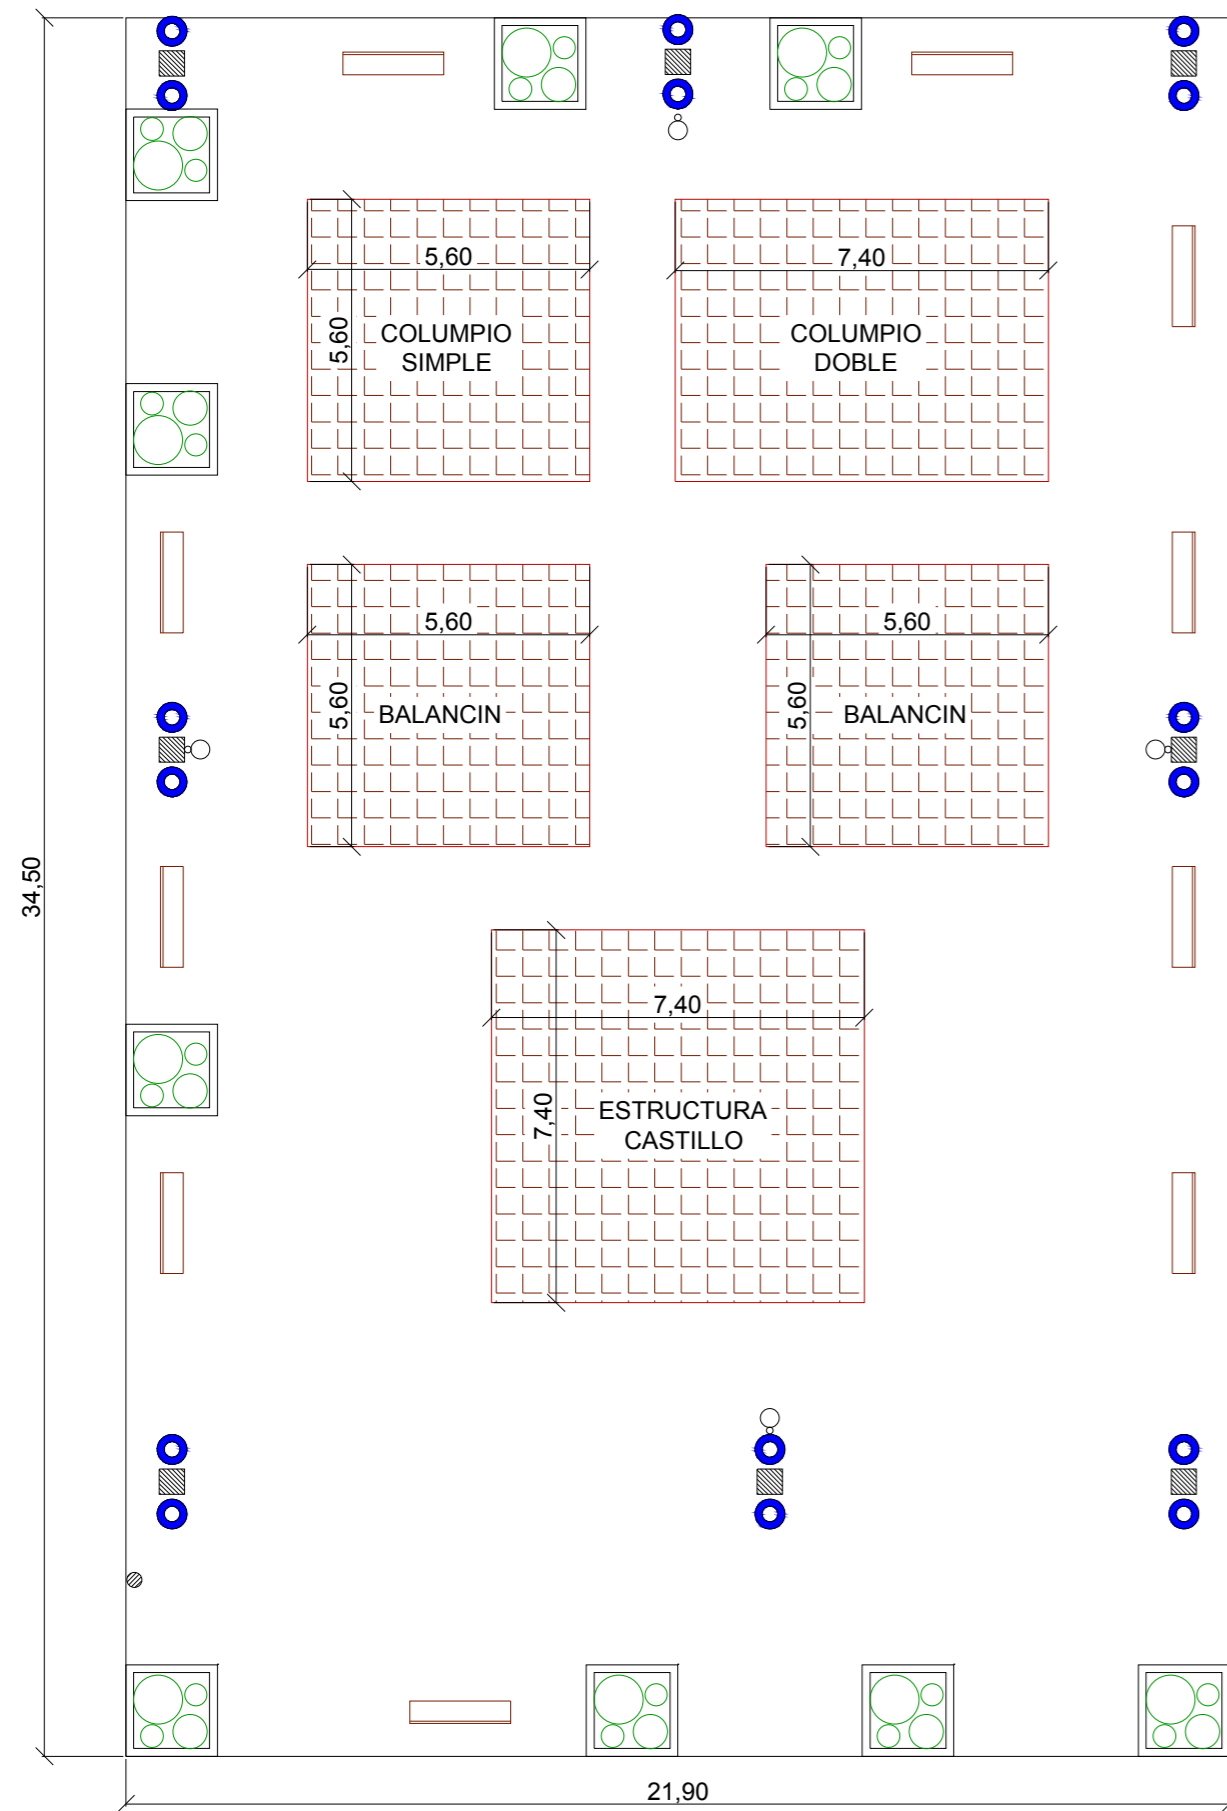 5,60
7,40
5,60
COLUMPIO
SIMPLE
COLUMPIO
DOBLE
5,60
5,60
5,60
BALANCIN
5,60
BALANCIN
34,50
7,40
7,40
ESTRUCTURA
CASTILLO
21,90